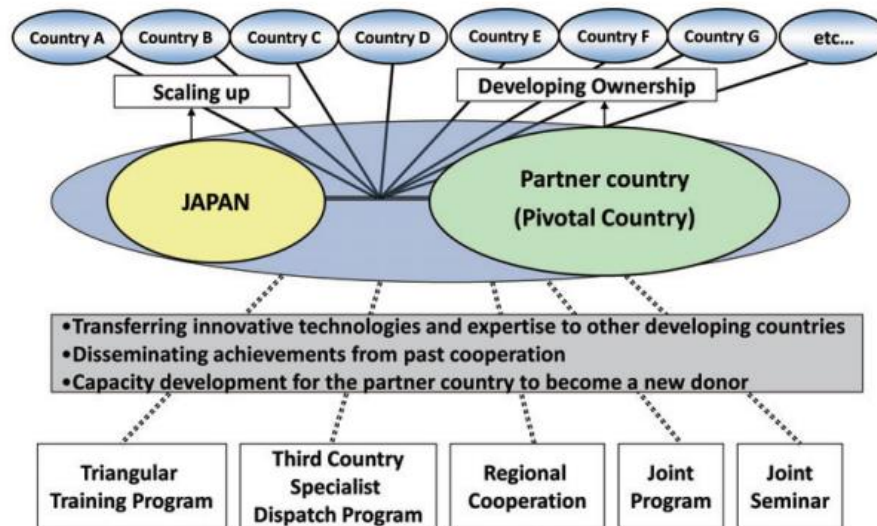 Country A
Country B
Country C
Country D
Country E
Country F
Country G
etc...
Scaling up
Developing Ownership
JAPAN
Partner country
(Pivotal Country)
•Transferring innovative technologies and expertise to other developing countries
•Disseminating achievements from past cooperation
•Capacity development for the partner country to become a new donor
Triangular
Training Program
Third Country
Specialist
Dispatch Program
Regional
Cooperation
Joint
Program
Joint
Seminar